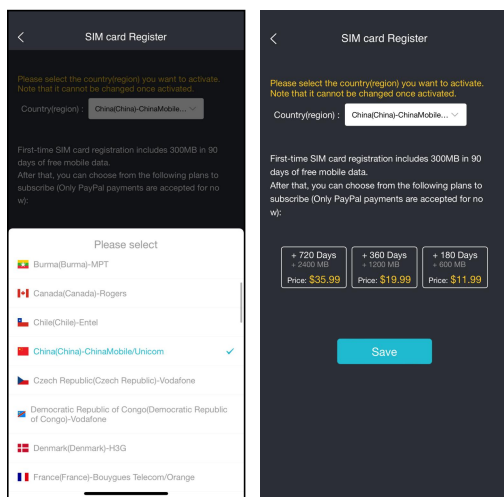 SIM card Register
Please select the country(region) you want to activate.
Note that it cannot be changed once activated.
Country(region) :
China(China)-ChinaMobile...
First-time SIM card registration includes 300MB in 90
days of free mobile data.
After that, you can choose from the following plans to
subscribe (Only PayPal payments are accepted for no
w):
Please select
Burma(Burma)-MPT
Canada(Canada)-Rogers
Chile(Chile)-Entel
China(China)-ChinaMobile/Unicom
Czech Republic(Czech Republic)-Vodafone
Democratic Republic of Congo(Democratic Republic
of Congo)-Vodafone
Denmark(Denmark)-H3G
France(France)-Bouygues Telecom/Orange
SIM card Register
Please select the country(region) you want to activate.
Note that it cannot be changed once activated.
Country(region) :
China(China)-ChinaMobile...
First-time SIM card registration includes 300MB in 90
days of free mobile data.
After that, you can choose from the following plans to
subscribe (Only PayPal payments are accepted for no
w):
+ 720 Days
+ 2400 MB
Price: $35.99
+ 360 Days
+ 1200 MB
Price: $19.99
+ 180 Days
+ 600 MB
Price: $11.99
Save